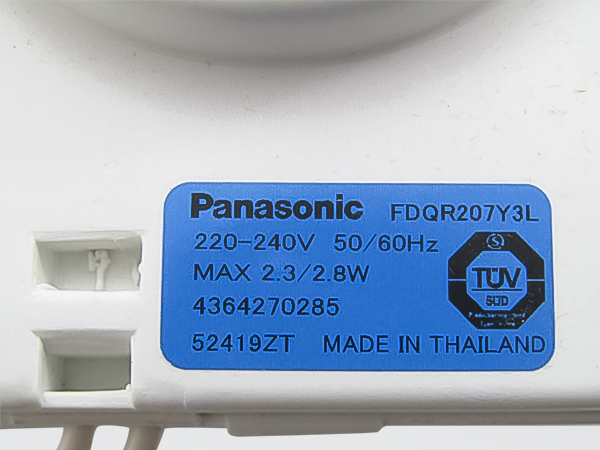 Panasonic FDQR207Y3L
220-240V 50/60Hz
MAX 2.3/2.8W
4364270285
TÜV
SÜD
52419ZT MADE IN THAILAND